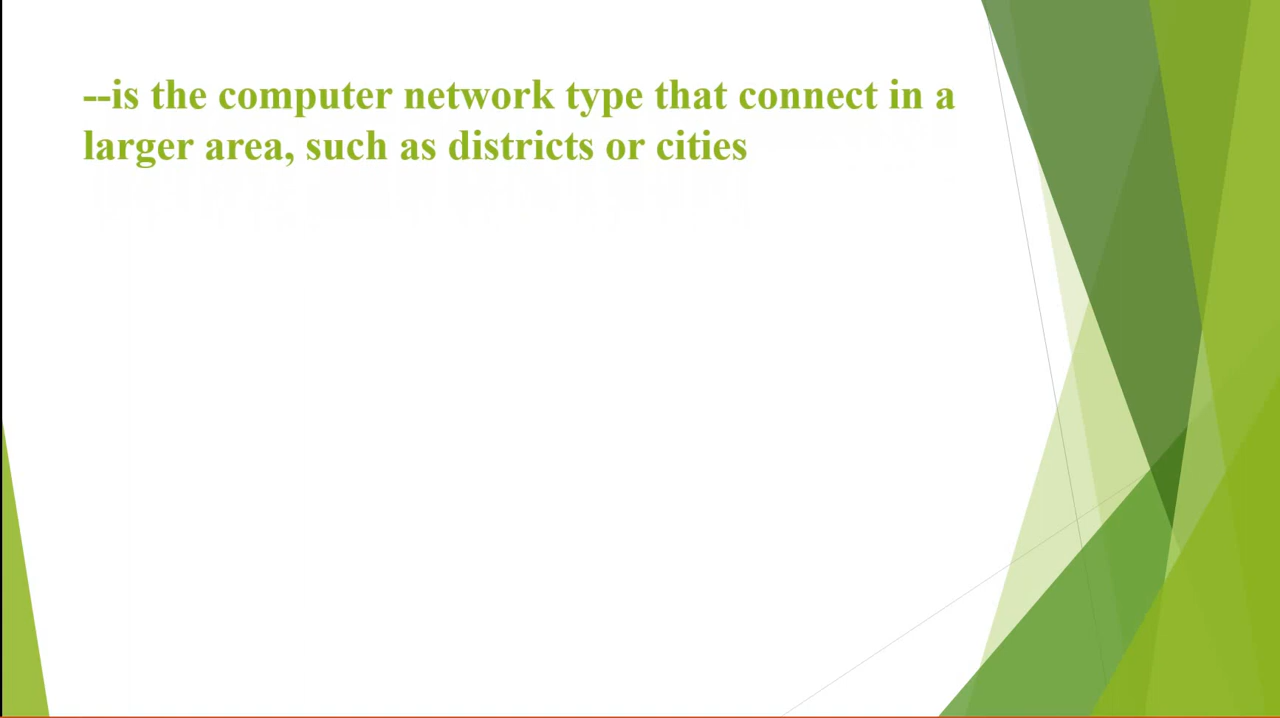 --is the computer network type that connect in a
larger area, such as districts or cities